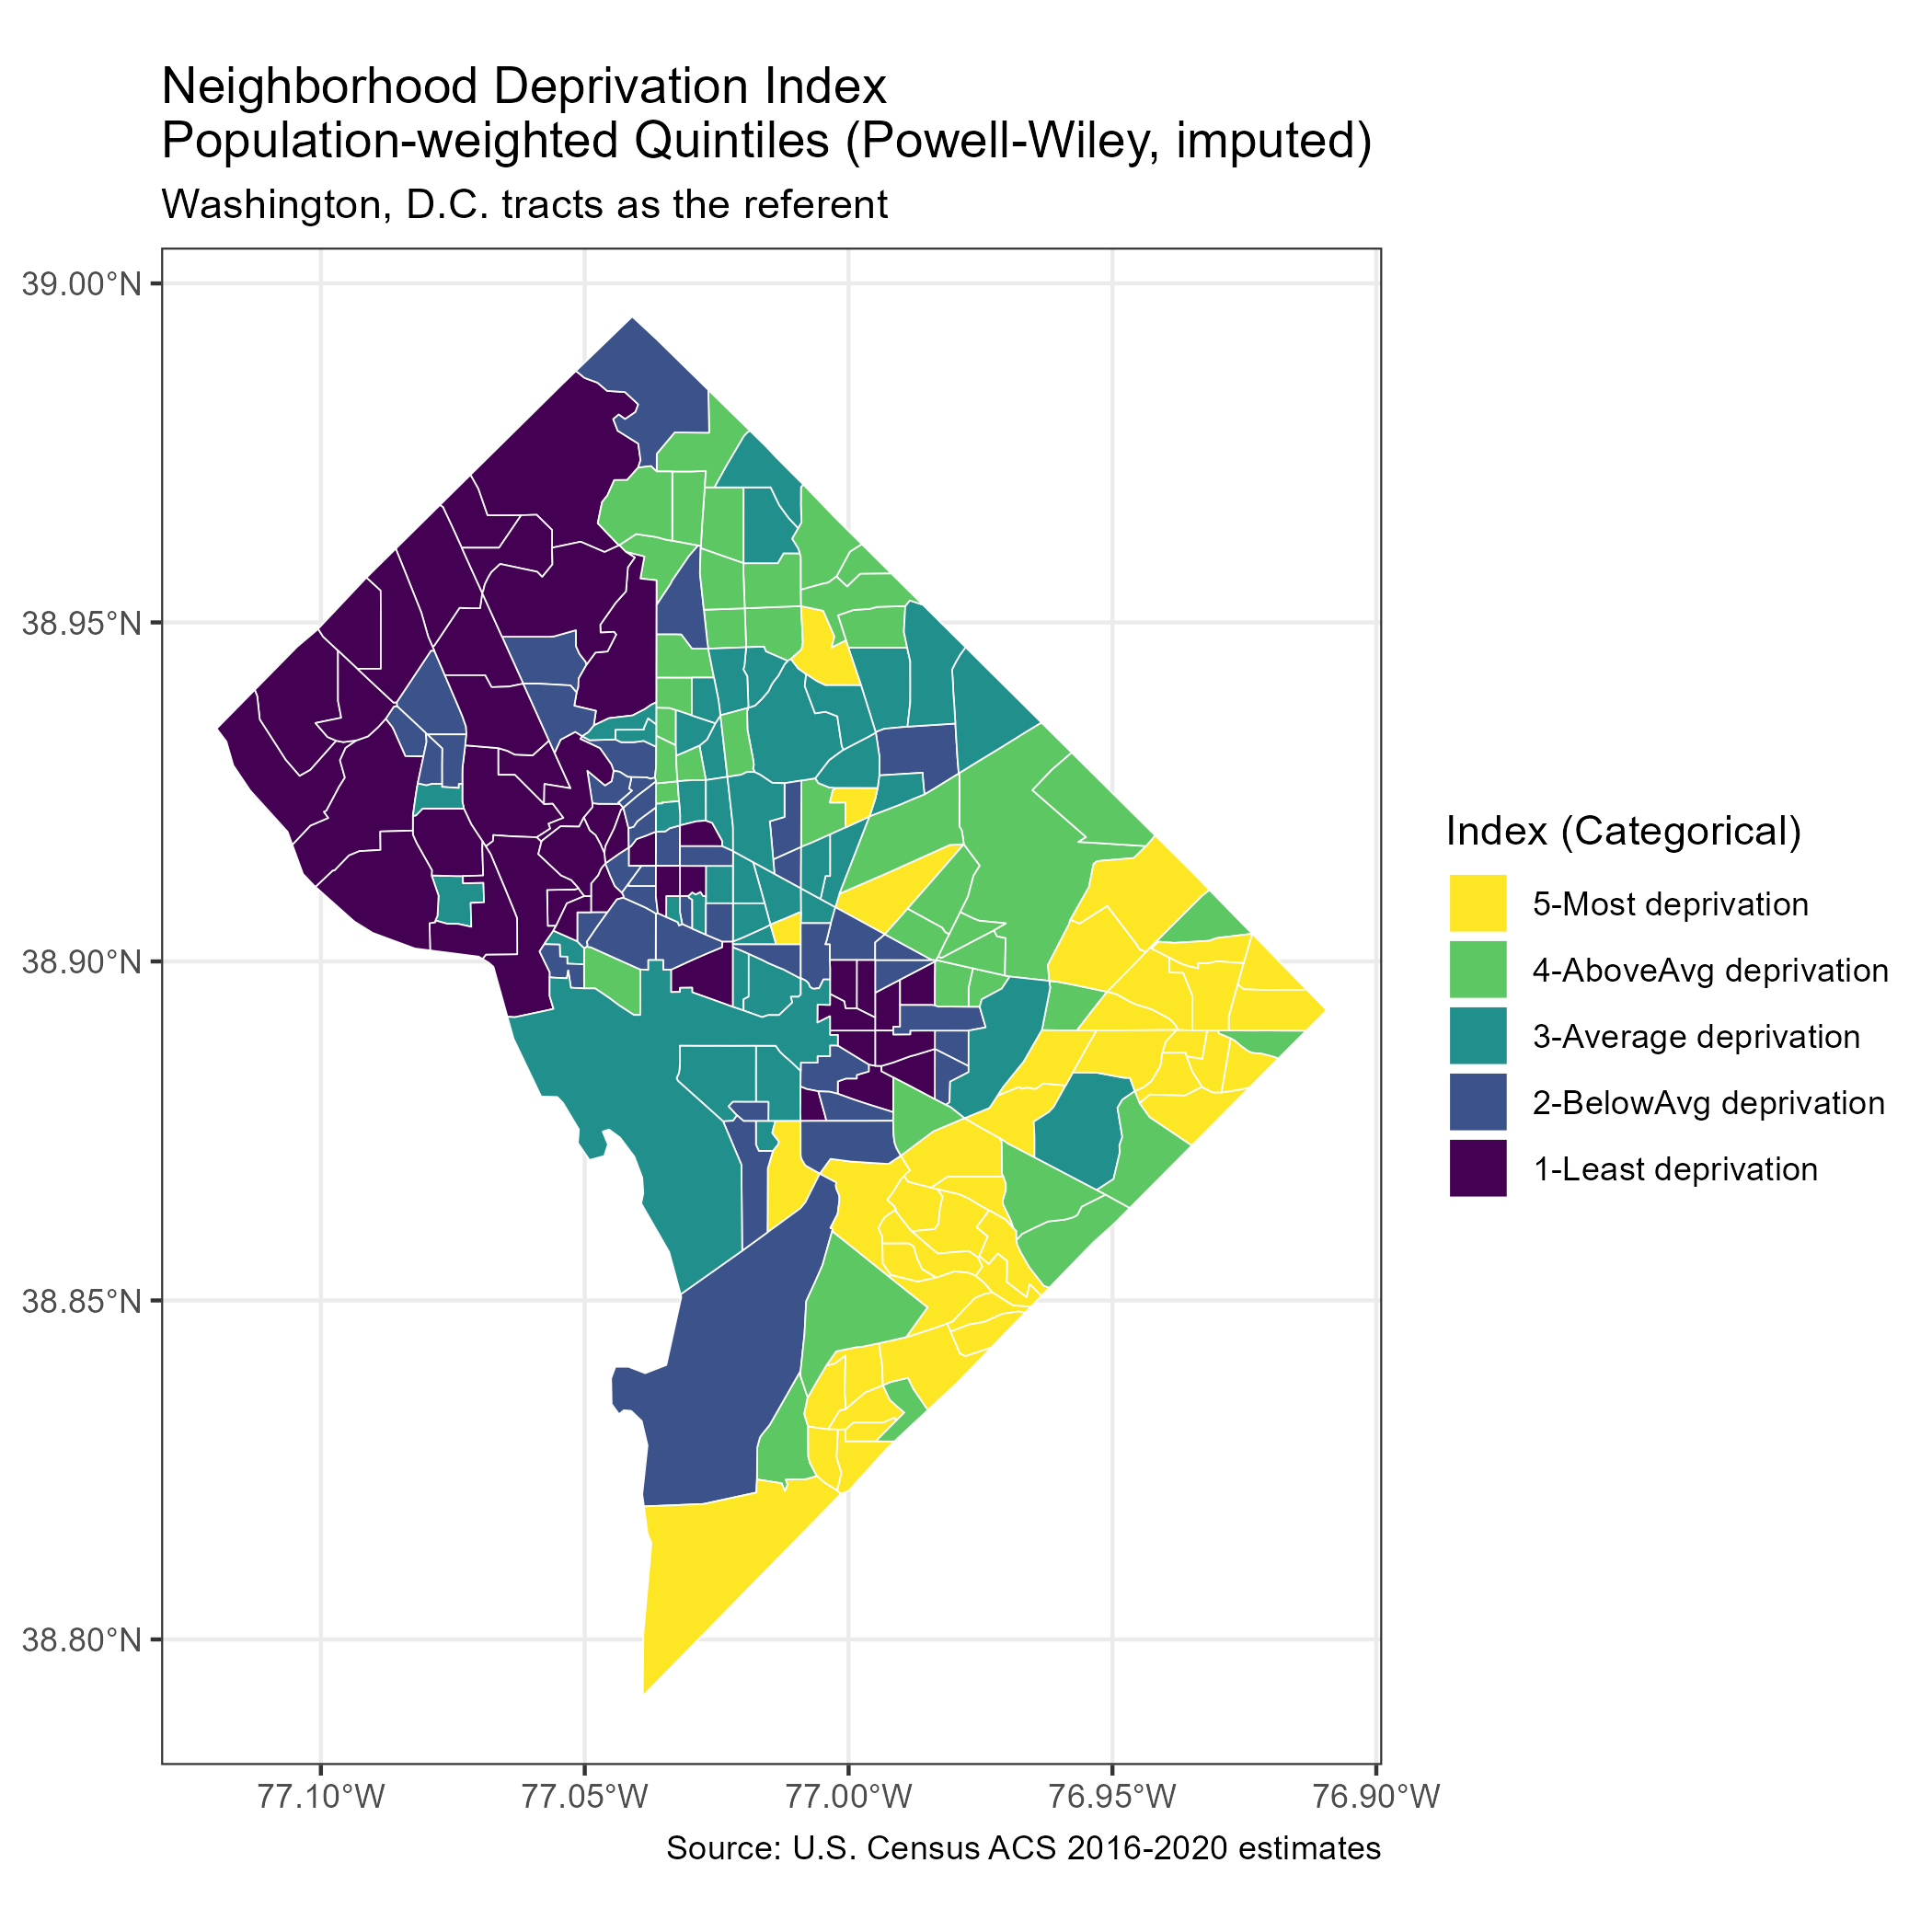 Neighborhood Deprivation Index
Population-weighted Quintiles (Powell-Wiley, imputed)
Washington, D.C. tracts as the referent
39.00°N
38.95°N
38.90°N
38.85°N
38.80°N
77.10°W
77.05°W
77.00°W
76.95°W
76.90°W
Index (Categorical)
5-Most deprivation
4-AboveAvg deprivation
3-Average deprivation
2-BelowAvg deprivation
1-Least deprivation
Source: U.S. Census ACS 2016-2020 estimates